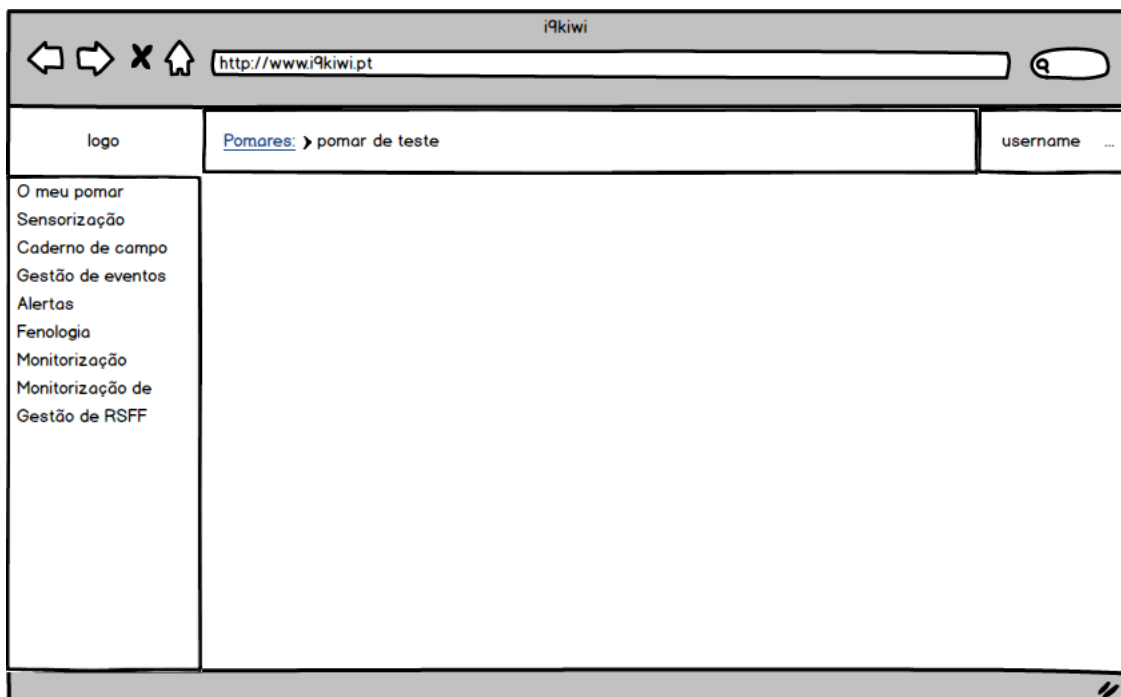 i9kiwi
http://www.i9kiwi.pt
logo
Pomares: pomar de teste
username ...
O meu pomar
Sensorização
Caderno de campo
Gestão de eventos
Alertas
Fenologia
Monitorização
Monitorização de
Gestão de RSFF